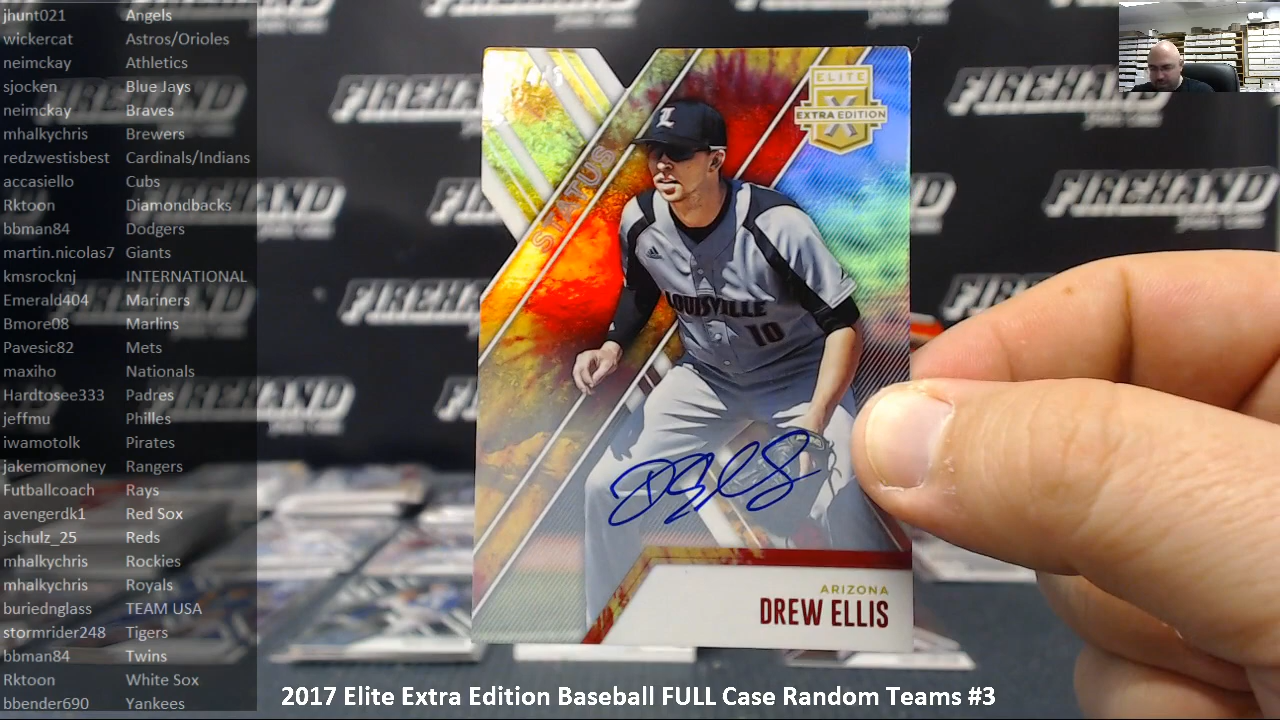 jhunt021 Angels
wickercat Astros/Orioles
neimckay Athletics
sjocken Blue Jays
neimckay Braves
mhalkychris Brewers
redzwestisbest Cardinals/Indians
accasiello Cubs
Rktoon Diamondbacks
bbman84 Dodgers
martin.nicolas7 Giants
kmsrocknj INTERNATIONAL
Emerald404 Mariners
Bmore08 Marlins
Pavesic82 Mets
maxiho Nationals
Hardtosee333 Padres
jeffmu Philles
iwamotolk Pirates
jakemomoney Rangers
Futballcoach Rays
avengerdk1 Red Sox
jschulz_25 Reds
mhalkychris Rockies
mhalkychris Royals
buriednglass TEAM USA
stormrider248 Tigers
bbman84 Twins
Rktoon White Sox
bbender690 Yankees
FIREHAND
FIREHAND
FIREHAND
FIREHAND
ELITE
EXTRA EDITION
X
STATUS
L
LOUISVILLE
10
ARIZONA
DREW ELLIS
2017 Elite Extra Edition Baseball FULL Case Random Teams #3